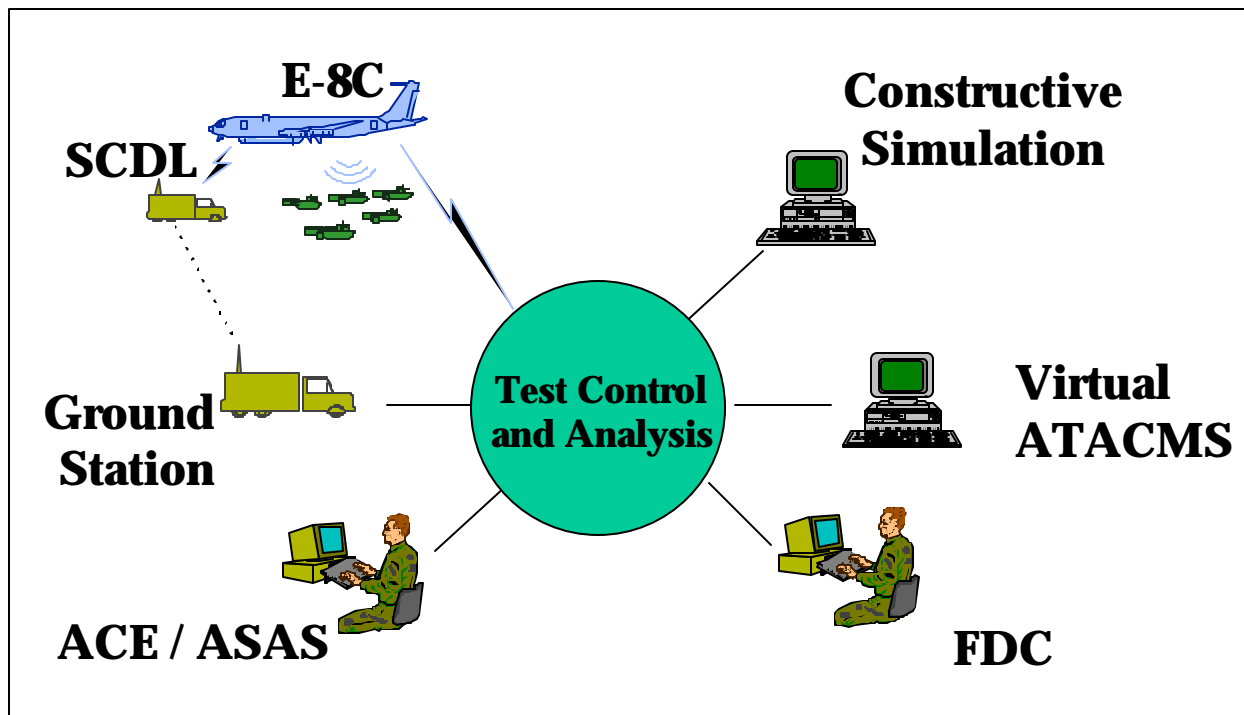 E-8C
SCDL
Constructive
Simulation
Test Control
and Analysis
Ground
Station
Virtual
ATACMS
ACE / ASAS
FDC